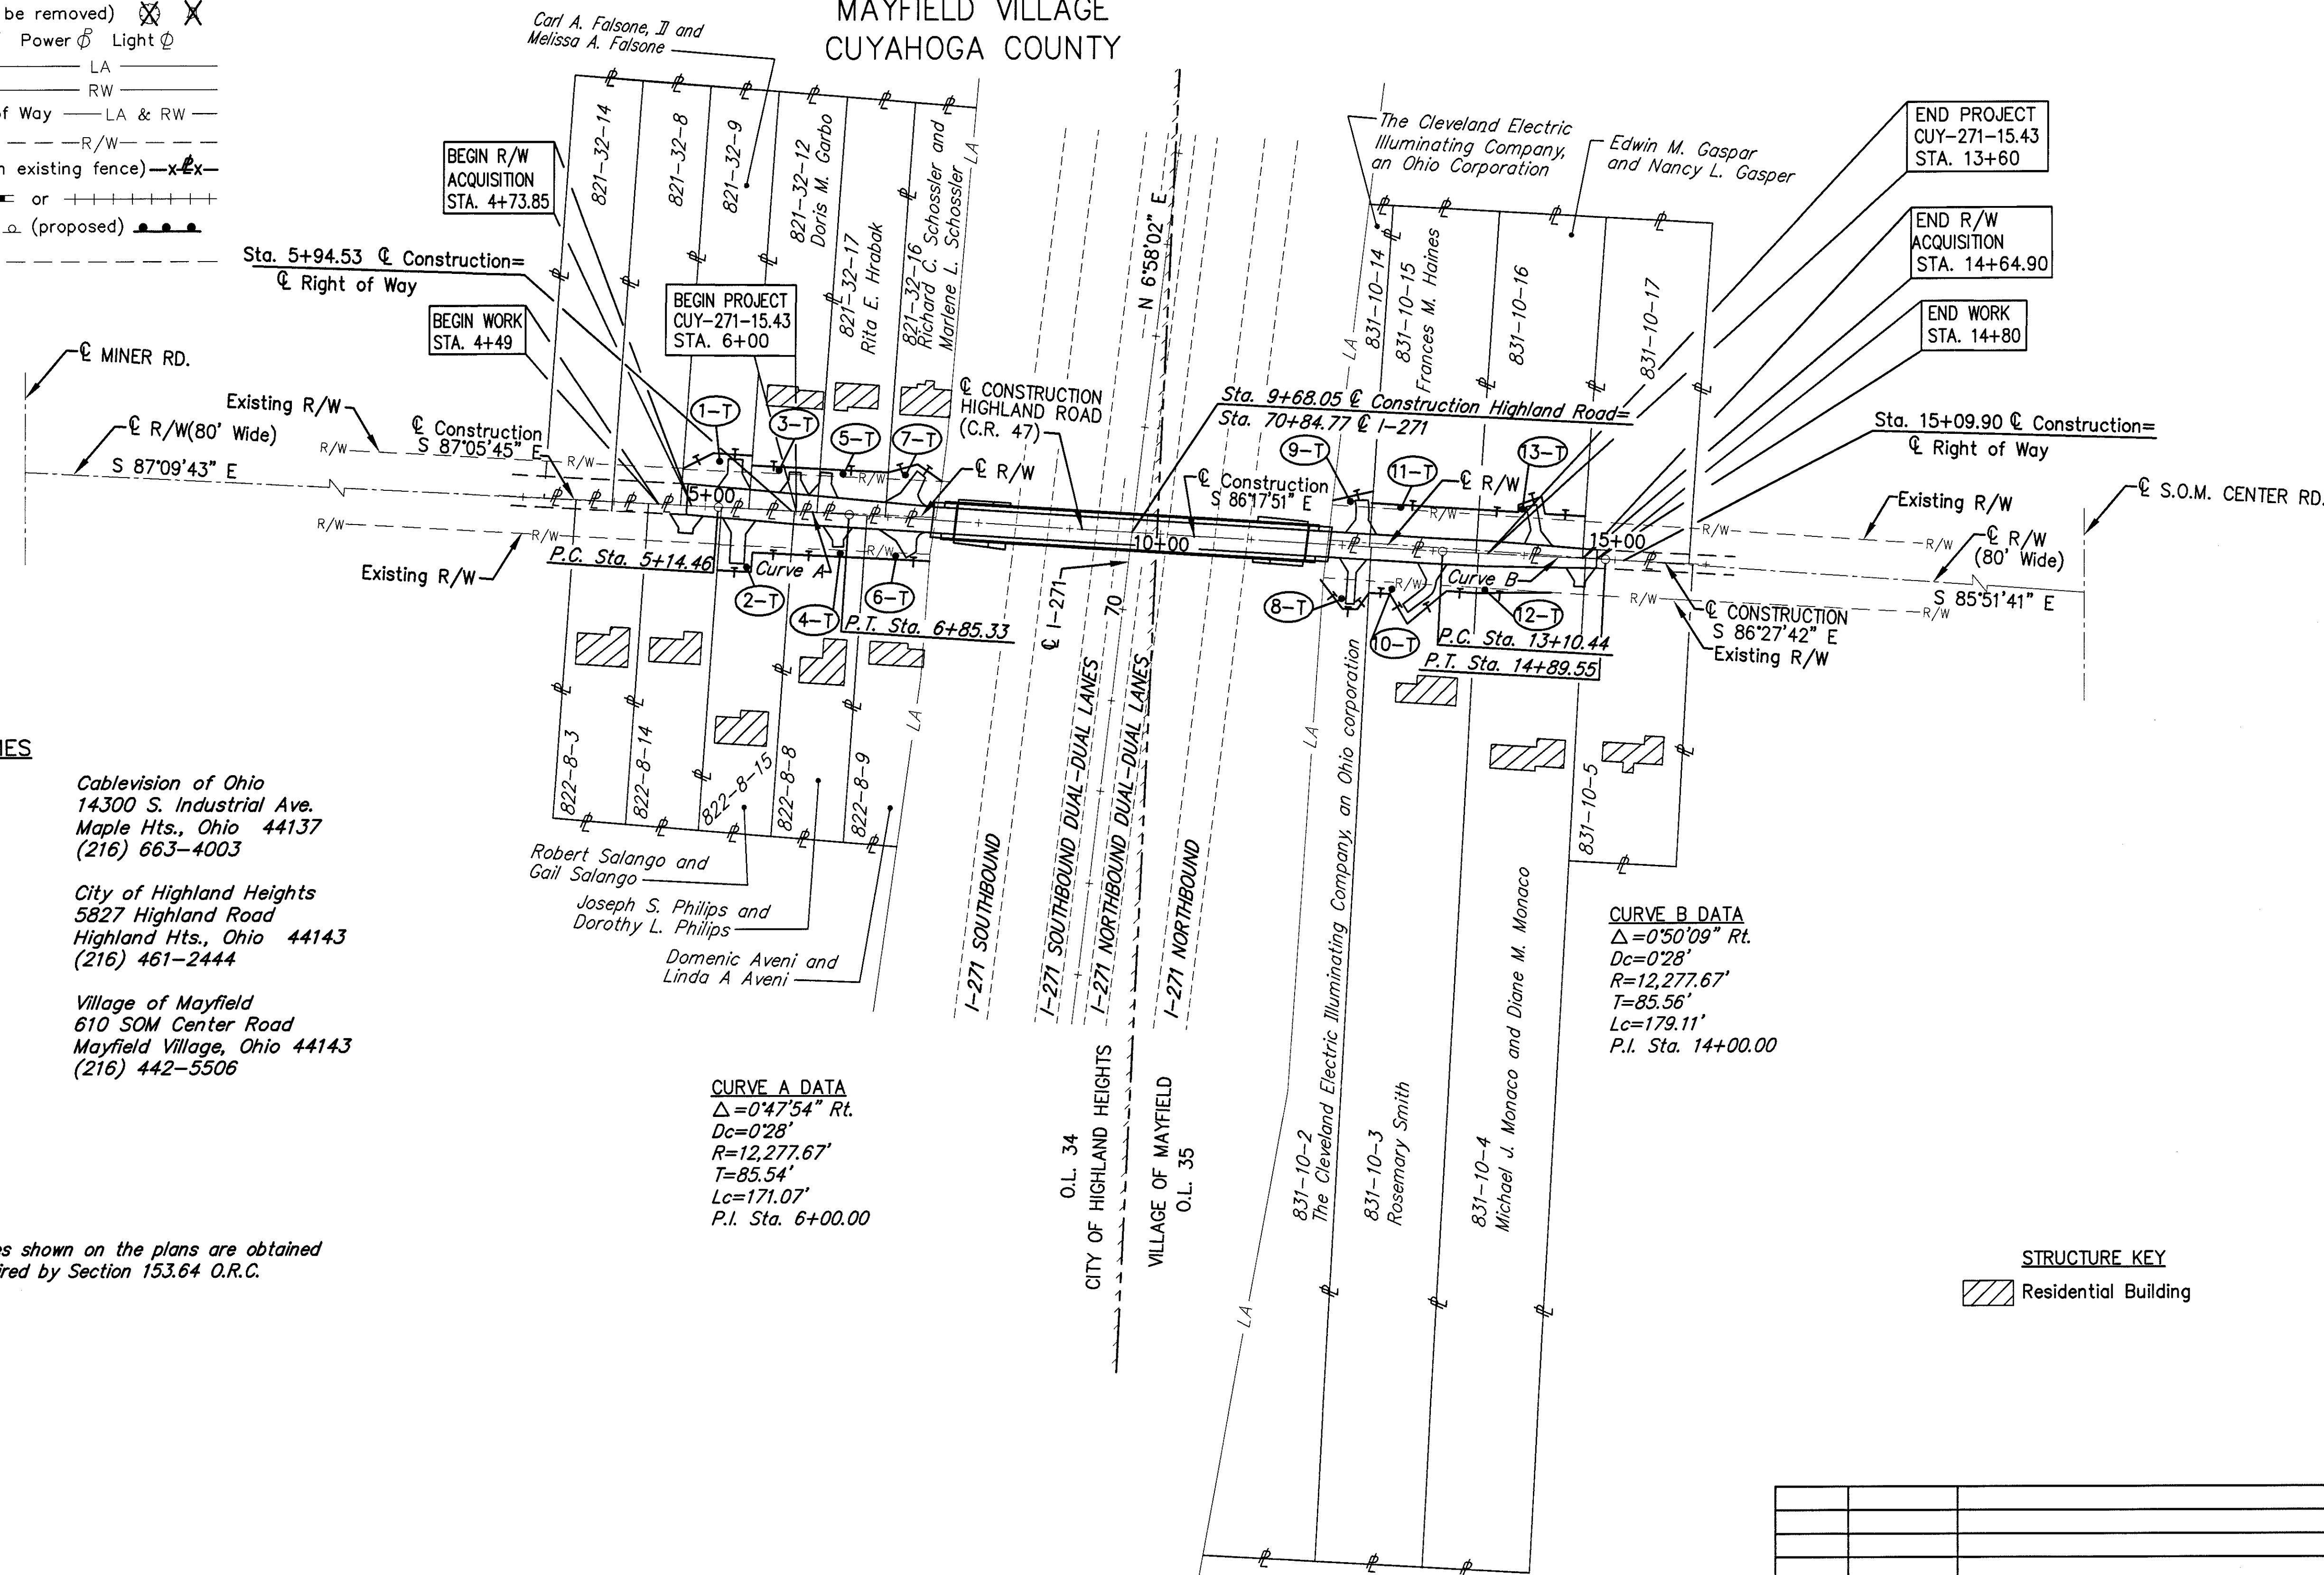 MAYFIELD VILLAGE
CUYAHOGA COUNTY
be removed)
Power Light
LA
RW
f Way LA & RW
R/W
existing fence) x x
or
(proposed)
Carl A. Falsone, II and
Melissa A. Falsone
821-32-14
821-32-8
821-32-9
821-32-12
Doris M. Garbo
821-32-17
Rita E. Hrabak
821-32-16
Richard C. Schossler and
Marlene L. Schossler
LA
BEGIN R/W
ACQUISITION
STA. 4+73.85
Sta. 5+94.53 ℄ Construction=
℄ Right of Way
BEGIN WORK
STA. 4+49
BEGIN PROJECT
CUY-271-15.43
STA. 6+00
N 6°58'02" E
The Cleveland Electric
Illuminating Company,
an Ohio Corporation
Edwin M. Gaspar
and Nancy L. Gasper
LA
831-10-14
831-10-15
Frances M. Haines
831-10-16
831-10-17
END PROJECT
CUY-271-15.43
STA. 13+60
END R/W
ACQUISITION
STA. 14+64.90
END WORK
STA. 14+80
℄ MINER RD.
Existing R/W
℄ R/W(80' Wide)
S 87°09'43" E
℄ Construction
S 87°05'45" E
R/W
R/W
R/W
R/W
Existing R/W
1-T
3-T
5-T
7-T
R/W
℄ R/W
5+00
P.C. Sta. 5+14.46
Curve A
R/W
2-T
4-T
6-T
P.T. Sta. 6+85.33
℄ CONSTRUCTION
HIGHLAND ROAD
(C.R. 47)
Sta. 9+68.05 ℄ Construction Highland Road=
Sta. 70+84.77 ℄ I-271
℄ Construction
S 86°17'51" E
10+00
℄ I-271
70
9-T
11-T
13-T
℄ R/W
R/W
15+00
Sta. 15+09.90 ℄ Construction=
℄ Right of Way
Existing R/W
R/W
R/W
℄ S.O.M. CENTER RD.
℄ R/W
(80' Wide)
S 85°51'41" E
R/W
R/W
R/W
Curve B
8-T
10-T
12-T
P.C. Sta. 13+10.44
P.T. Sta. 14+89.55
℄ CONSTRUCTION
S 86°27'42" E
Existing R/W
822-8-3
822-8-14
822-8-15
822-8-8
822-8-9
LA
Robert Salango and
Gail Salango
Joseph S. Philips and
Dorothy L. Philips
Domenic Aveni and
Linda A Aveni
I-271 SOUTHBOUND
I-271 SOUTHBOUND DUAL-DUAL LANES
I-271 NORTHBOUND DUAL-DUAL LANES
I-271 NORTHBOUND
LA
LA
831-10-2
The Cleveland Electric Illuminating Company, an Ohio corporation
831-10-3
Rosemary Smith
831-10-4
Michael J. Monaco and Diane M. Monaco
831-10-5
O.L. 34
CITY OF HIGHLAND HEIGHTS
VILLAGE OF MAYFIELD
O.L. 35
Cablevision of Ohio
14300 S. Industrial Ave.
Maple Hts., Ohio 44137
(216) 663-4003
City of Highland Heights
5827 Highland Road
Highland Hts., Ohio 44143
(216) 461-2444
Village of Mayfield
610 SOM Center Road
Mayfield Village, Ohio 44143
(216) 442-5506
shown on the plans are obtained
by Section 153.64 O.R.C.
CURVE A DATA
△=0°47'54" Rt.
Dc=0°28'
R=12,277.67'
T=85.54'
Lc=171.07'
P.I. Sta. 6+00.00
CURVE B DATA
△=0°50'09" Rt.
Dc=0°28'
R=12,277.67'
T=85.56'
Lc=179.11'
P.I. Sta. 14+00.00
STRUCTURE KEY
Residential Building